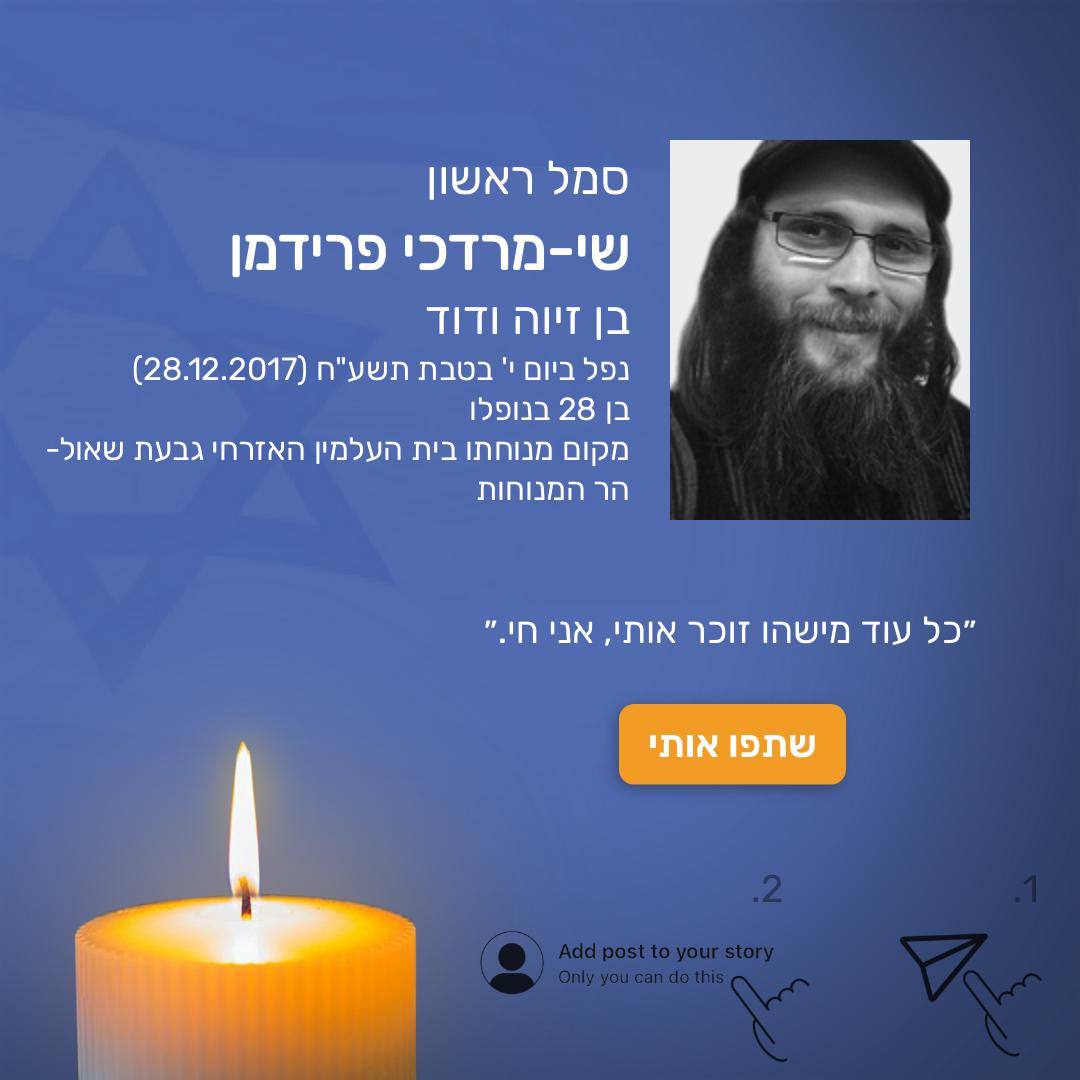 סמל ראשון
שי-מרדכי פרידמן
בן זיוה ודוד
נפל ביום י' בטבת תשע"ח (28.12.2017)
בן 28 בנופלו
מקום מנוחתו בית העלמין האזרחי גבעת שאול-
הר המנוחות
״כל עוד מישהו זוכר אותי, אני חי.״
שתפו אותי
1.
2.
Add post to your story
Only you can do this